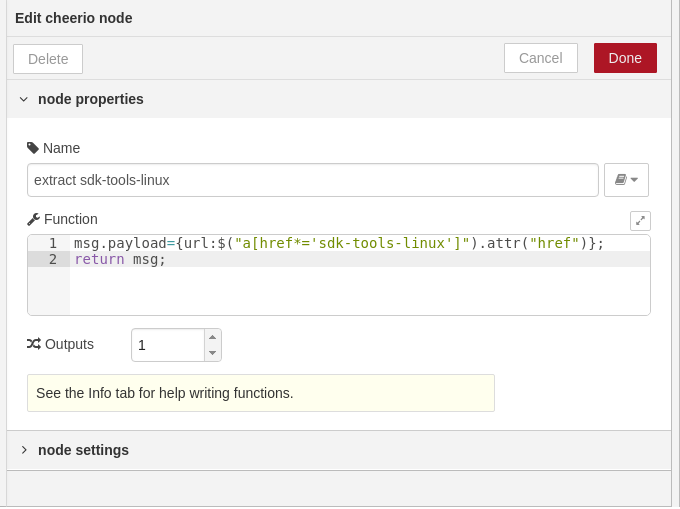 Edit cheerio node
Delete
Cancel
Done
node properties
Name
extract sdk-tools-linux
Function
1 msg.payload={url:$("a[href*='sdk-tools-linux']").attr("href")};
2 return msg;
Outputs
1
See the Info tab for help writing functions.
node settings